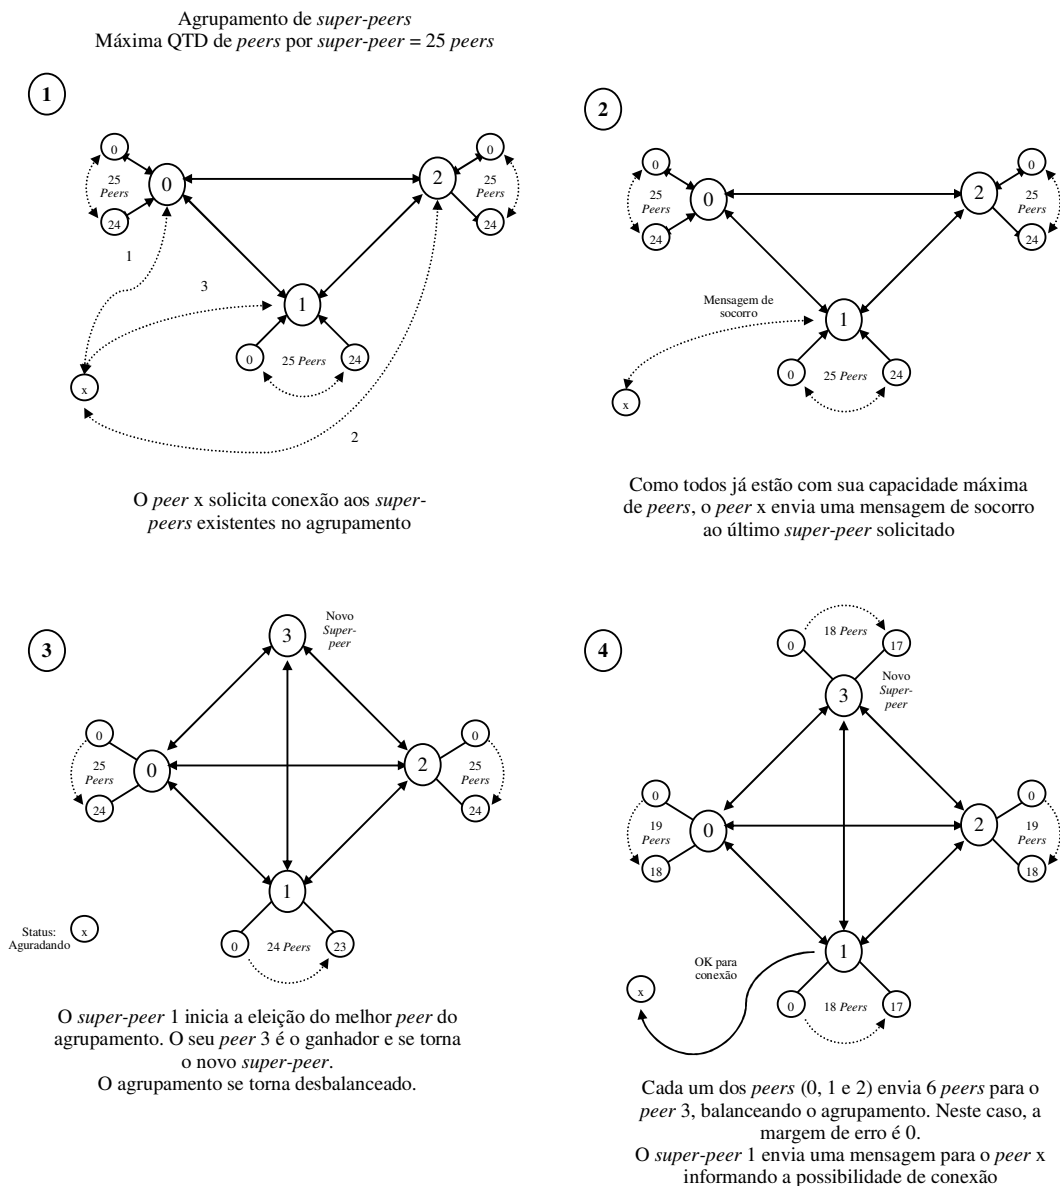 Agrupamento de super-peers
Máxima QTD de peers por super-peer = 25 peers
1
0
25
Peers
24
0
2
0
25
Peers
24
1
3
1
0
25 Peers
24
x
2
O peer x solicita conexão aos super-
peers existentes no agrupamento
2
0
25
Peers
24
0
2
0
25
Peers
24
Mensagem de
socorro
1
0
25 Peers
24
x
Como todos já estão com sua capacidade máxima
de peers, o peer x envia uma mensagem de socorro
ao último super-peer solicitado
3
3
Novo
Super-
peer
0
25
Peers
24
0
2
0
25
Peers
24
1
0
24 Peers
23
Status:
Aguradando
x
O super-peer 1 inicia a eleição do melhor peer do
agrupamento. O seu peer 3 é o ganhador e se torna
o novo super-peer.
O agrupamento se torna desbalanceado.
4
0
18 Peers
17
3
Novo
Super-
peer
0
19
Peers
18
0
2
0
19
Peers
18
1
OK para
conexão
x
0
18 Peers
17
Cada um dos peers (0, 1 e 2) envia 6 peers para o
peer 3, balanceando o agrupamento. Neste caso, a
margem de erro é 0.
O super-peer 1 envia uma mensagem para o peer x
informando a possibilidade de conexão